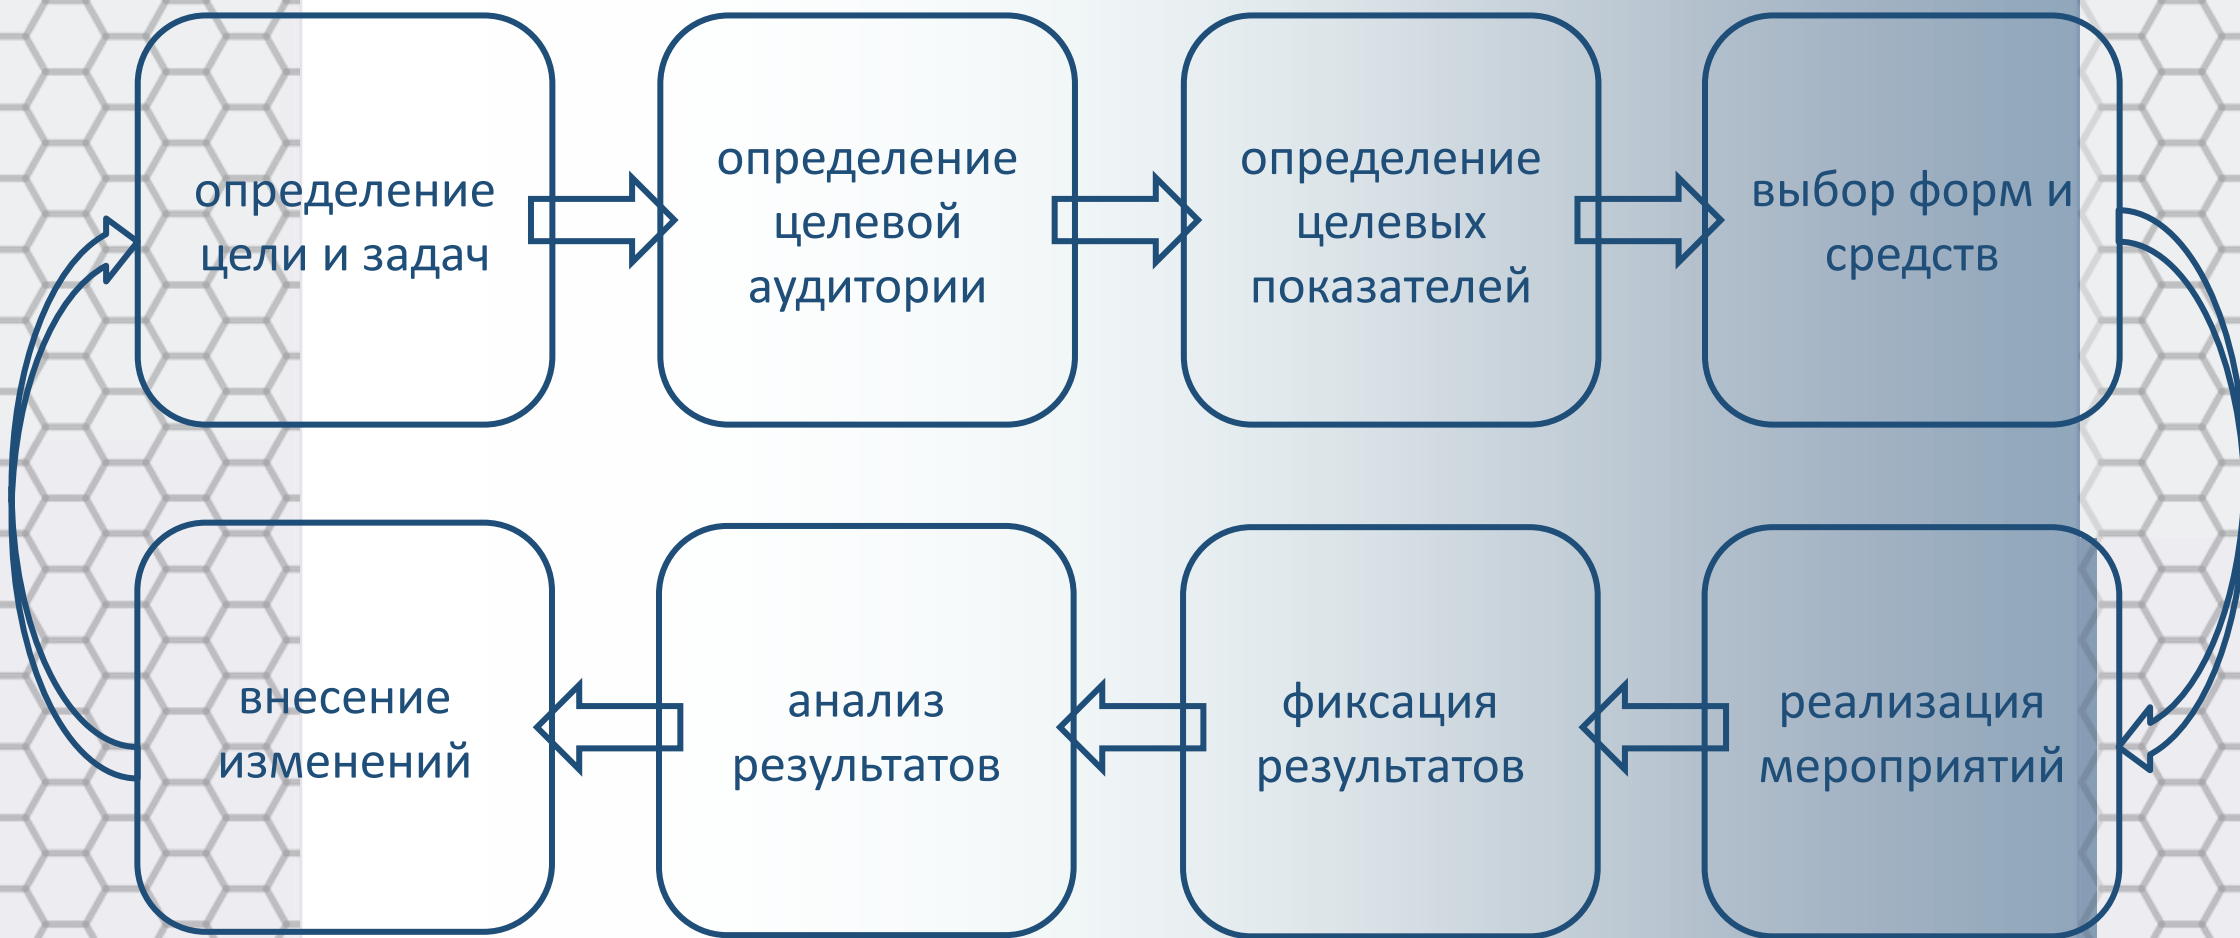 определение
цели и задач
определение
целевой
аудитории
определение
целевых
показателей
выбор форм и
средств
реализация
мероприятий
фиксация
результатов
анализ
результатов
внесение
изменений